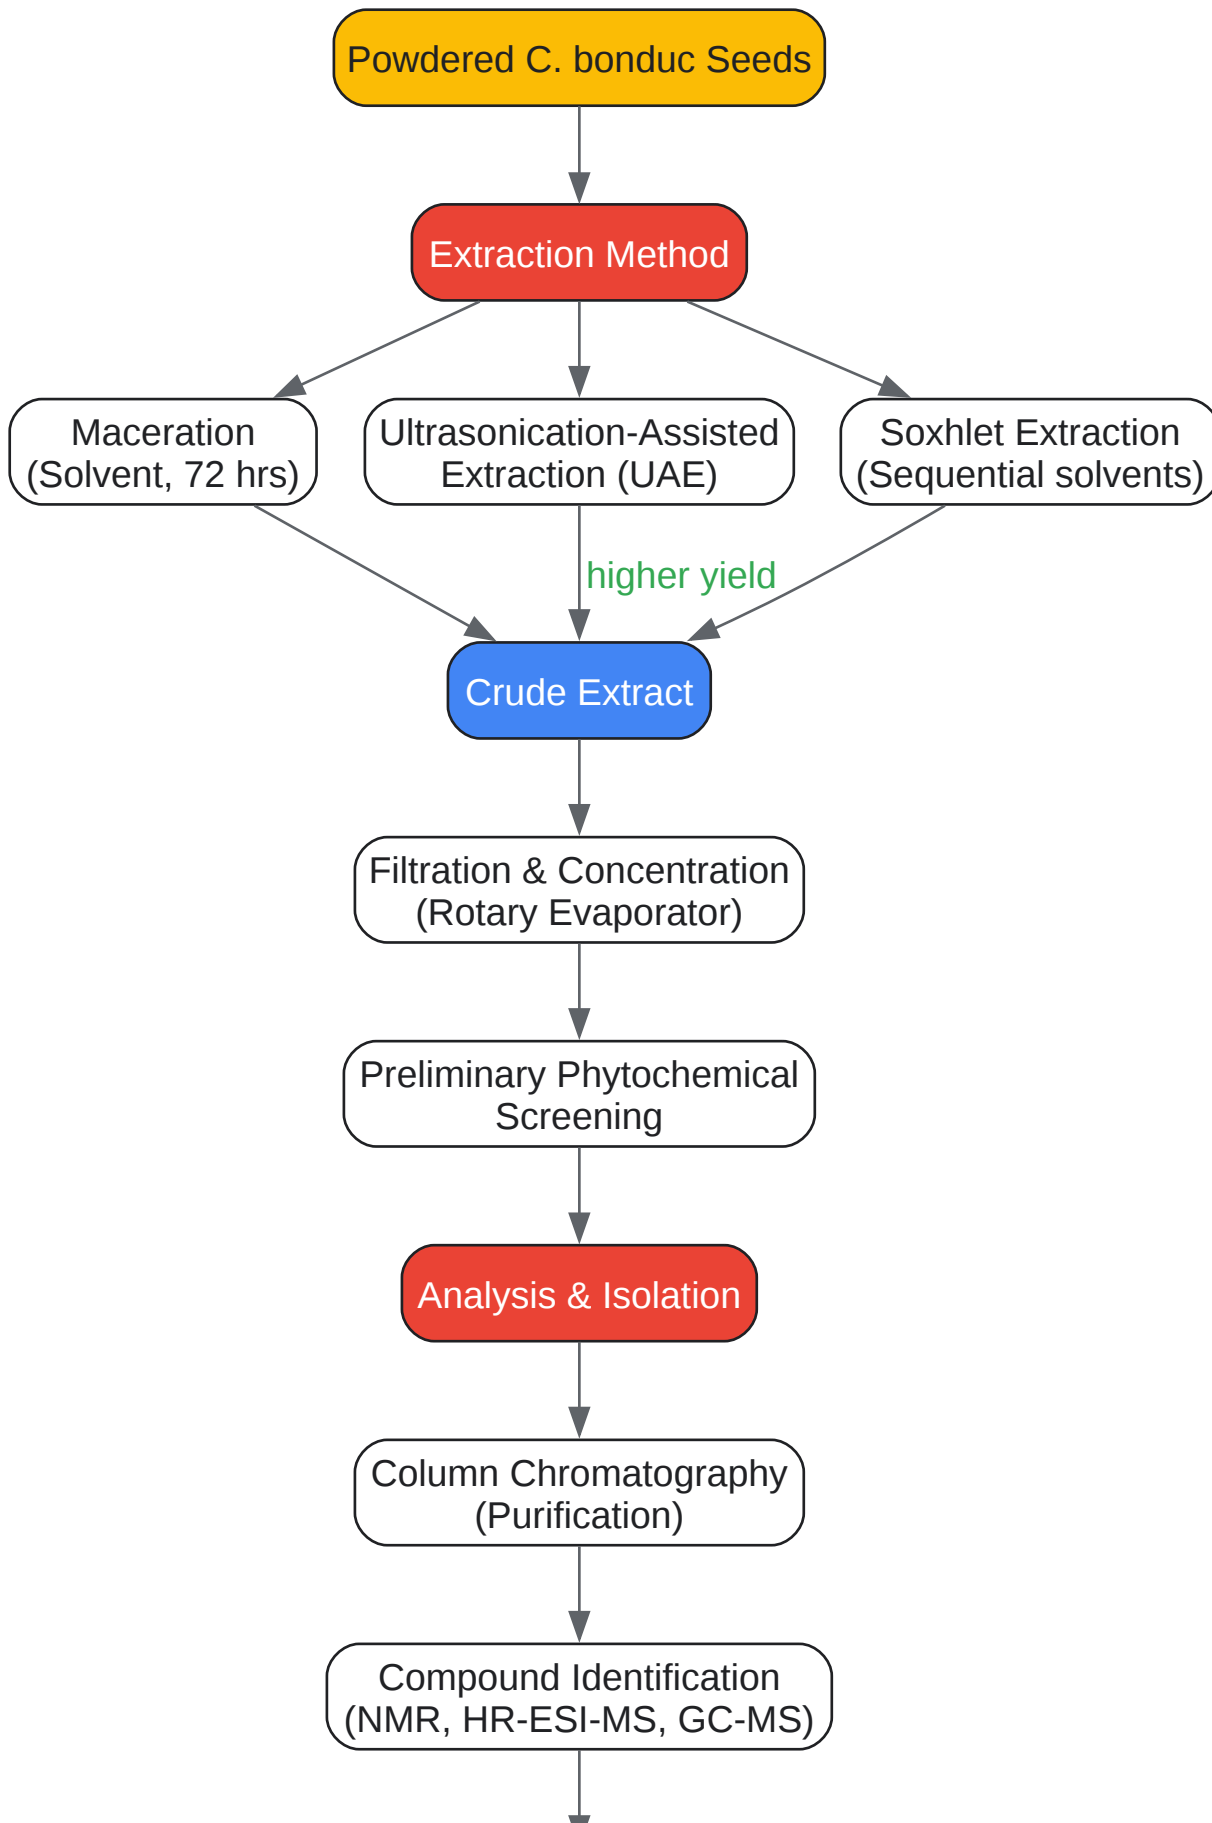 Powdered C. bonduc Seeds
Extraction Method
Maceration
(Solvent, 72 hrs)
Ultrasonication-Assisted
Extraction (UAE)
Soxhlet Extraction
(Sequential solvents)
higher yield
Crude Extract
Filtration & Concentration
(Rotary Evaporator)
Preliminary Phytochemical
Screening
Analysis & Isolation
Column Chromatography
(Purification)
Compound Identification
(NMR, HR-ESI-MS, GC-MS)